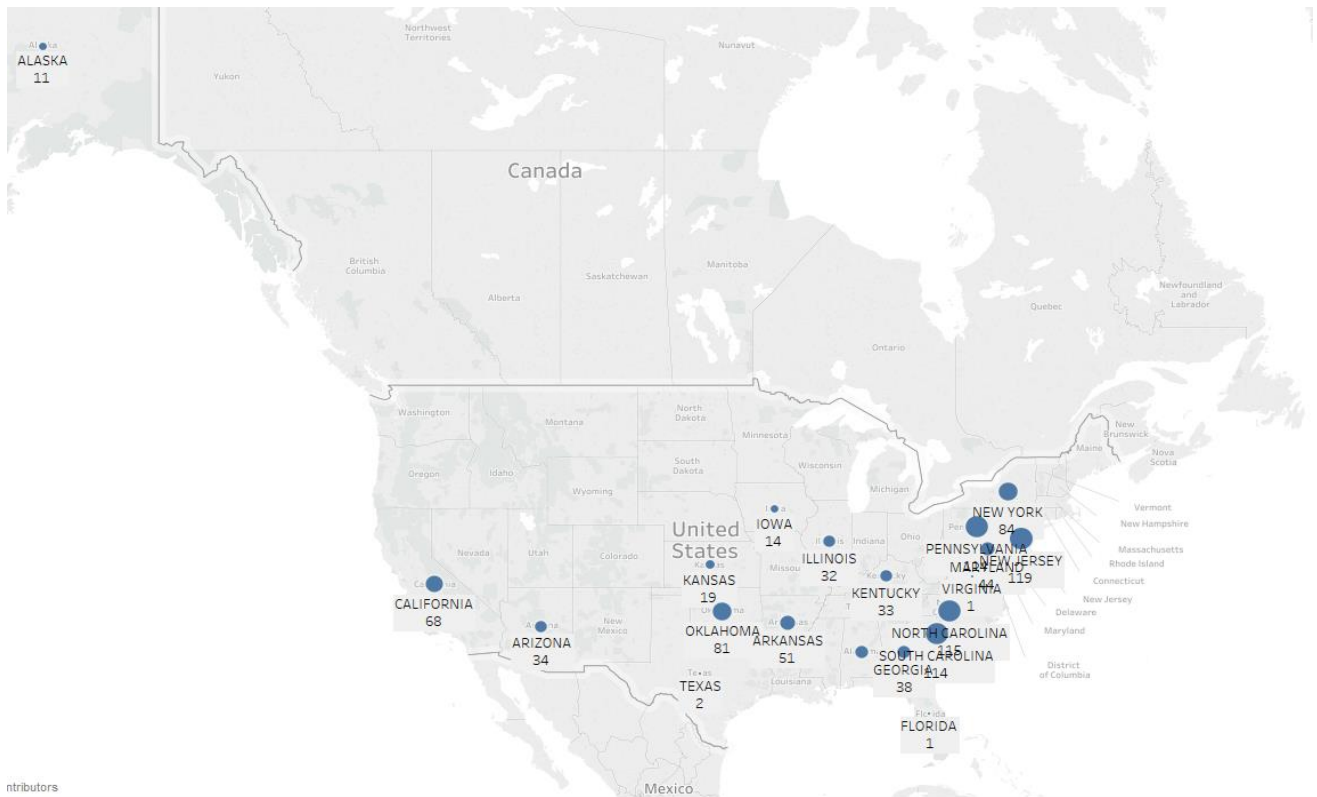 Northwest
Territories
Nunavut
Yukon
ALASKA
11
Canada
British
Columbia
Alberta
Saskatchewan
Manitoba
Ontario
Quebec
Newfoundland
and
Labrador
New
Brunswick
Nova
Scotia
Maine
Washington
Oregon
Idaho
Montana
Wyoming
North
Dakota
South
Dakota
Minnesota
Wisconsin
Michigan
Nevada
Utah
Colorado
New
Mexico
United
States
Indiana
Ohio
Louisiana
IOWA
14
ILLINOIS
32
KANSAS
19
KENTUCKY
33
CALIFORNIA
68
ARIZONA
34
OKLAHOMA
81
ARKANSAS
51
TEXAS
2
NEW YORK
84
PENNSYLVANIA
NEW JERSEY
119
MARYLAND
44
VIRGINIA
1
NORTH CAROLINA
115
SOUTH CAROLINA
114
GEORGIA
38
FLORIDA
1
Vermont
New Hampshire
Massachusetts
Rhode Island
Connecticut
New Jersey
Delaware
Maryland
District
of Columbia
Mexico
ntributors